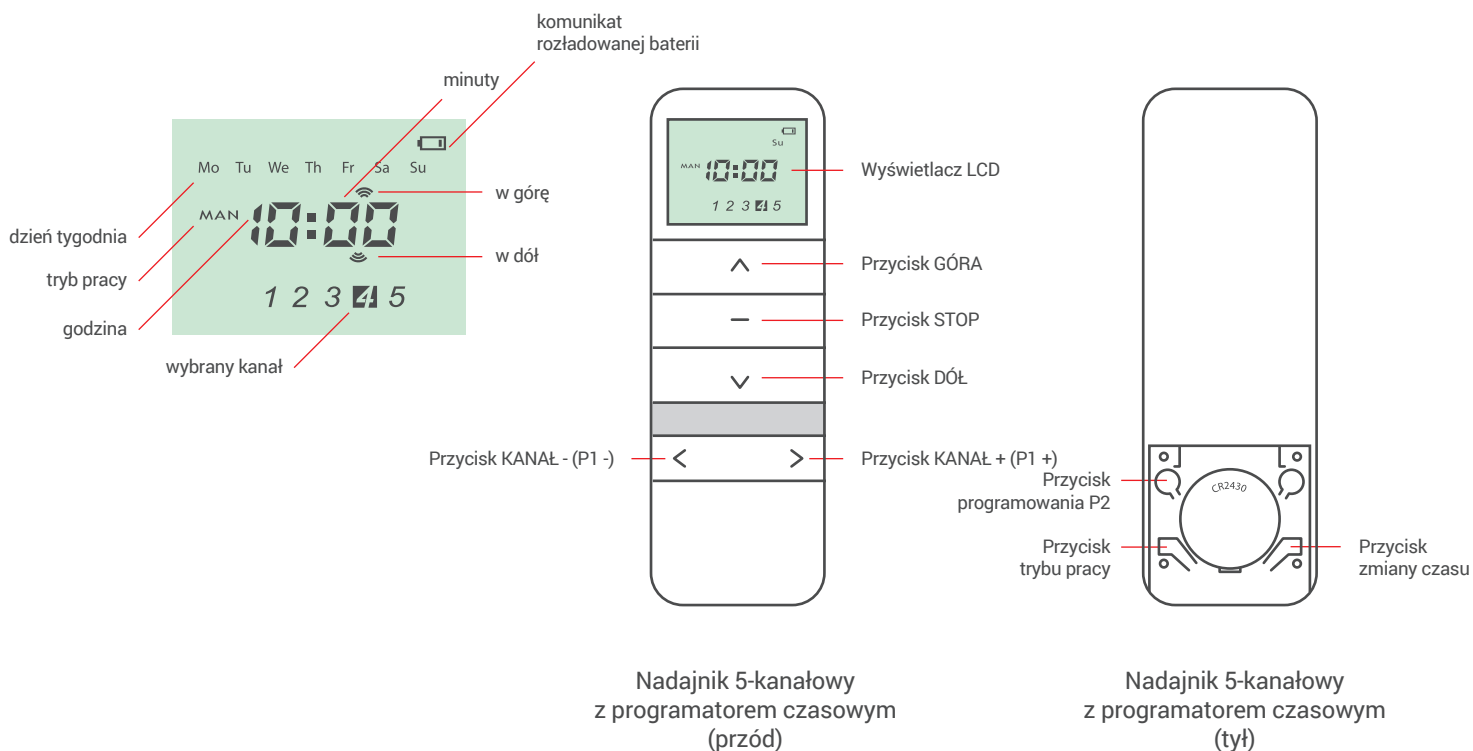 komunikat
rozładowanej baterii
minuty
Mo Tu We Th Fr Sa Su
w górę
MAN
10:00
dzień tygodnia
w dół
tryb pracy
1 2 3 4 5
godzina
wybrany kanał
Su
MAN
10:00
1 2 3 4 5
Wyświetlacz LCD
Przycisk GÓRA
Przycisk STOP
Przycisk DÓŁ
Przycisk KANAŁ - (P1 -)
Przycisk KANAŁ + (P1 +)
Nadajnik 5-kanałowy
z programatorem czasowym
(przód)
CR2430
Przycisk
programowania P2
Przycisk
trybu pracy
Przycisk
zmiany czasu
Nadajnik 5-kanałowy
z programatorem czasowym
(tył)